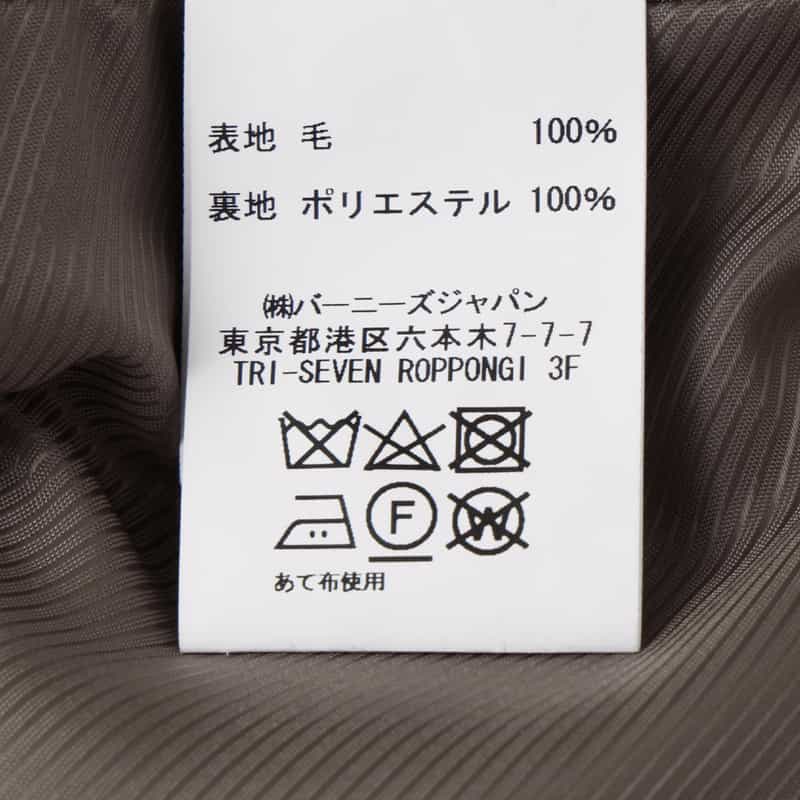 表地 毛 100%
裏地 ポリエステル 100%
㈱バーニーズジャパン
東京都港区六本木7-7-7
TRI-SEVEN ROPPONGI 3F
F W
あて布使用